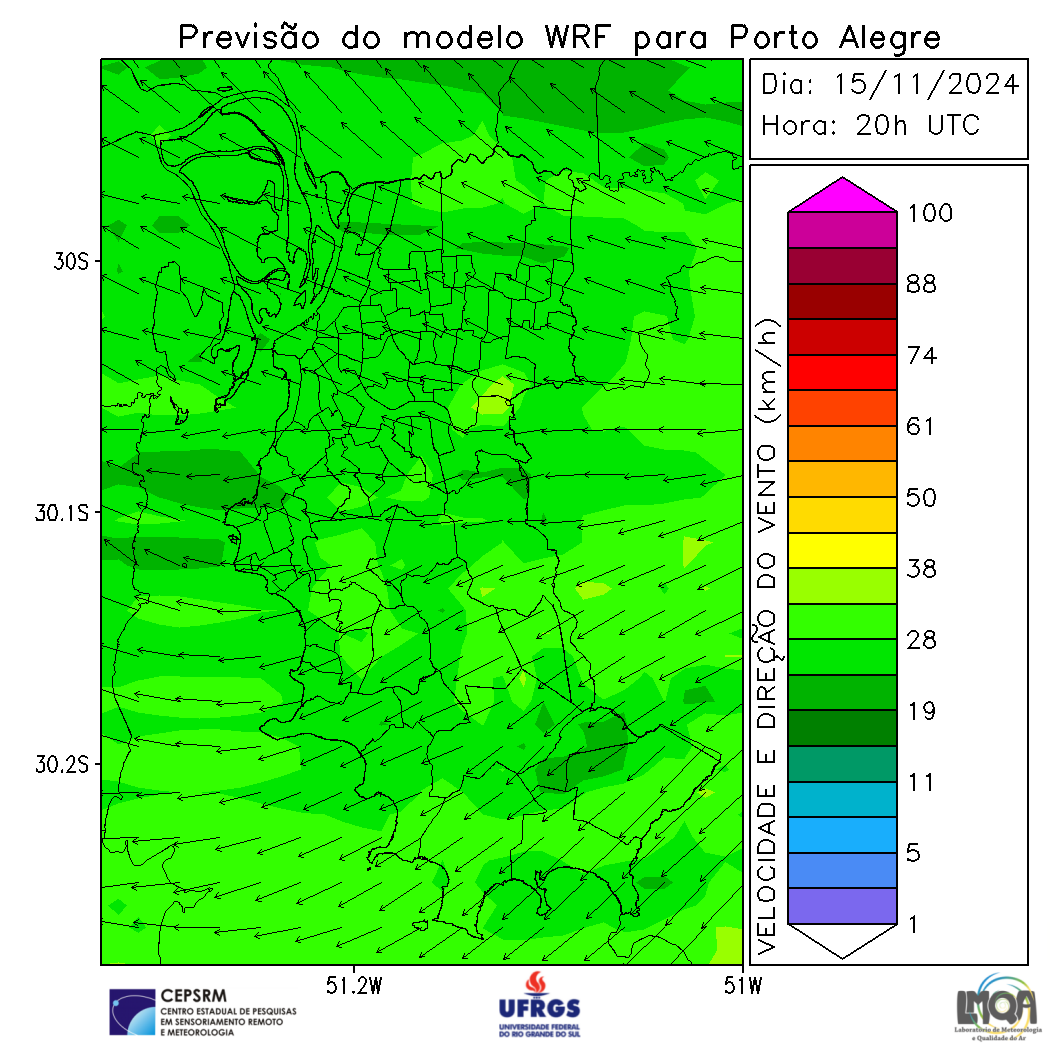 Previsão do modelo WRF para Porto Alegre
Dia: 15/11/2024
Hora: 20h UTC
30S
30.1S
30.2S
51.2W
51W
VELOCIDADE E DIREÇÃO DO VENTO (km/h)
100
88
74
61
50
38
28
19
11
5
1
CEPSRM
CENTRO ESTADUAL DE PESQUISAS
EM SENSORIAMENTO REMOTO
E METEOROLOGIA
UFRGS
UNIVERSIDADE FEDERAL
DO RIO GRANDE DO SUL
LMQA
Laboratório de Meteorologia
e Qualidade do Ar